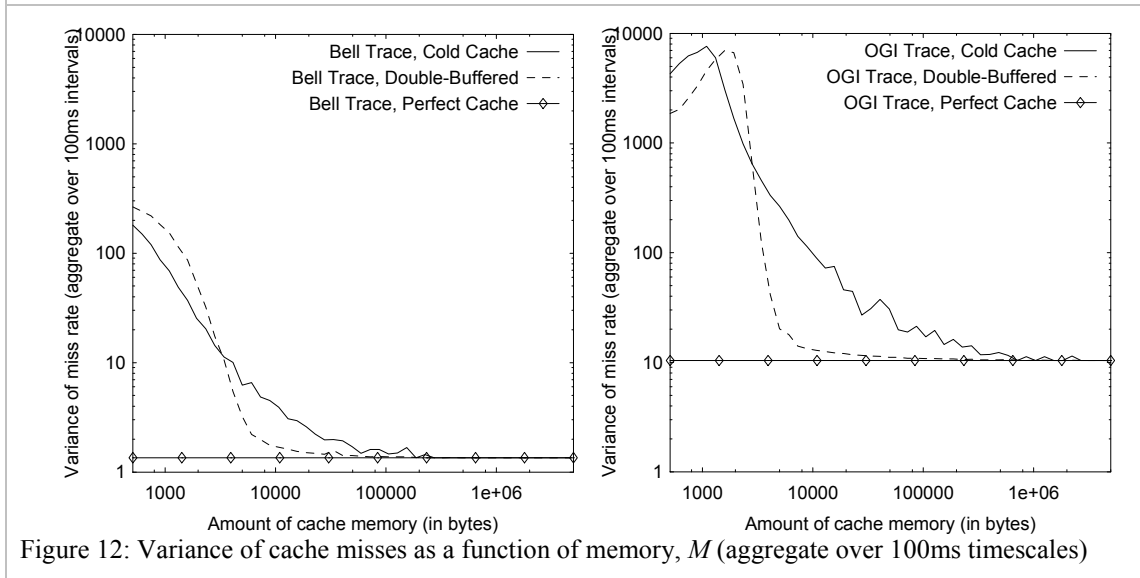 Variance of miss rate (aggregate over 100ms intervals)
10000
1000
100
10
1
Bell Trace, Cold Cache
Bell Trace, Double-Buffered
Bell Trace, Perfect Cache
1000
10000
100000
1e+06
Amount of cache memory (in bytes)
Variance of miss rate (aggregate over 100ms intervals)
10000
1000
100
10
1
OGI Trace, Cold Cache
OGI Trace, Double-Buffered
OGI Trace, Perfect Cache
1000
10000
100000
1e+06
Amount of cache memory (in bytes)
Figure 12: Variance of cache misses as a function of memory, M (aggregate over 100ms timescales)